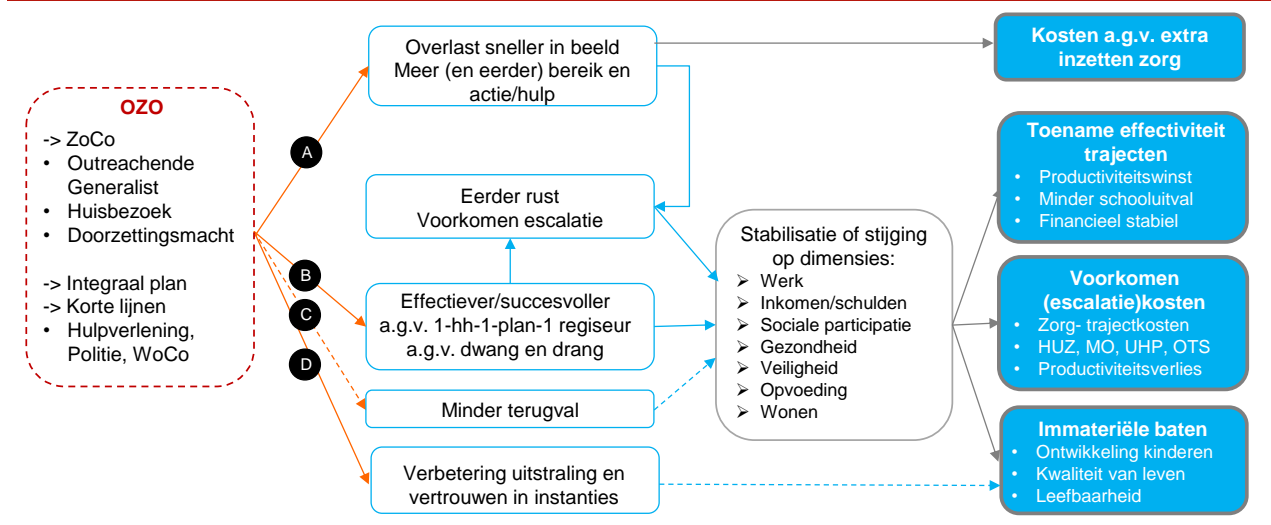 OZO
-> ZoCo
• Outreachende
Generalist
• Huisbezoek
• Doorzettingsmacht
-> Integraal plan
-> Korte lijnen
• Hulpverlening,
Politie, WoCo
A
B
C
D
Overlast sneller in beeld
Meer (en eerder) bereik en
actie/hulp
Eerder rust
Voorkomen escalatie
Effectiever/succesvoller
a.g.v. 1-hh-1-plan-1 regiseur
a.g.v. dwang en drang
Minder terugval
Verbetering uitstraling en
vertrouwen in instanties
Stabilisatie of stijging
op dimensies:
➢ Werk
➢ Inkomen/schulden
➢ Sociale participatie
➢ Gezondheid
➢ Veiligheid
➢ Opvoeding
➢ Wonen
Kosten a.g.v. extra
inzetten zorg
Toename effectiviteit
trajecten
• Productiviteitswinst
• Minder schooluitval
• Financieel stabiel
Voorkomen
(escalatie)kosten
• Zorg- trajectkosten
• HUZ, MO, UHP, OTS
• Productiviteitsverlies
Immateriële baten
• Ontwikkeling kinderen
• Kwaliteit van leven
• Leefbaarheid